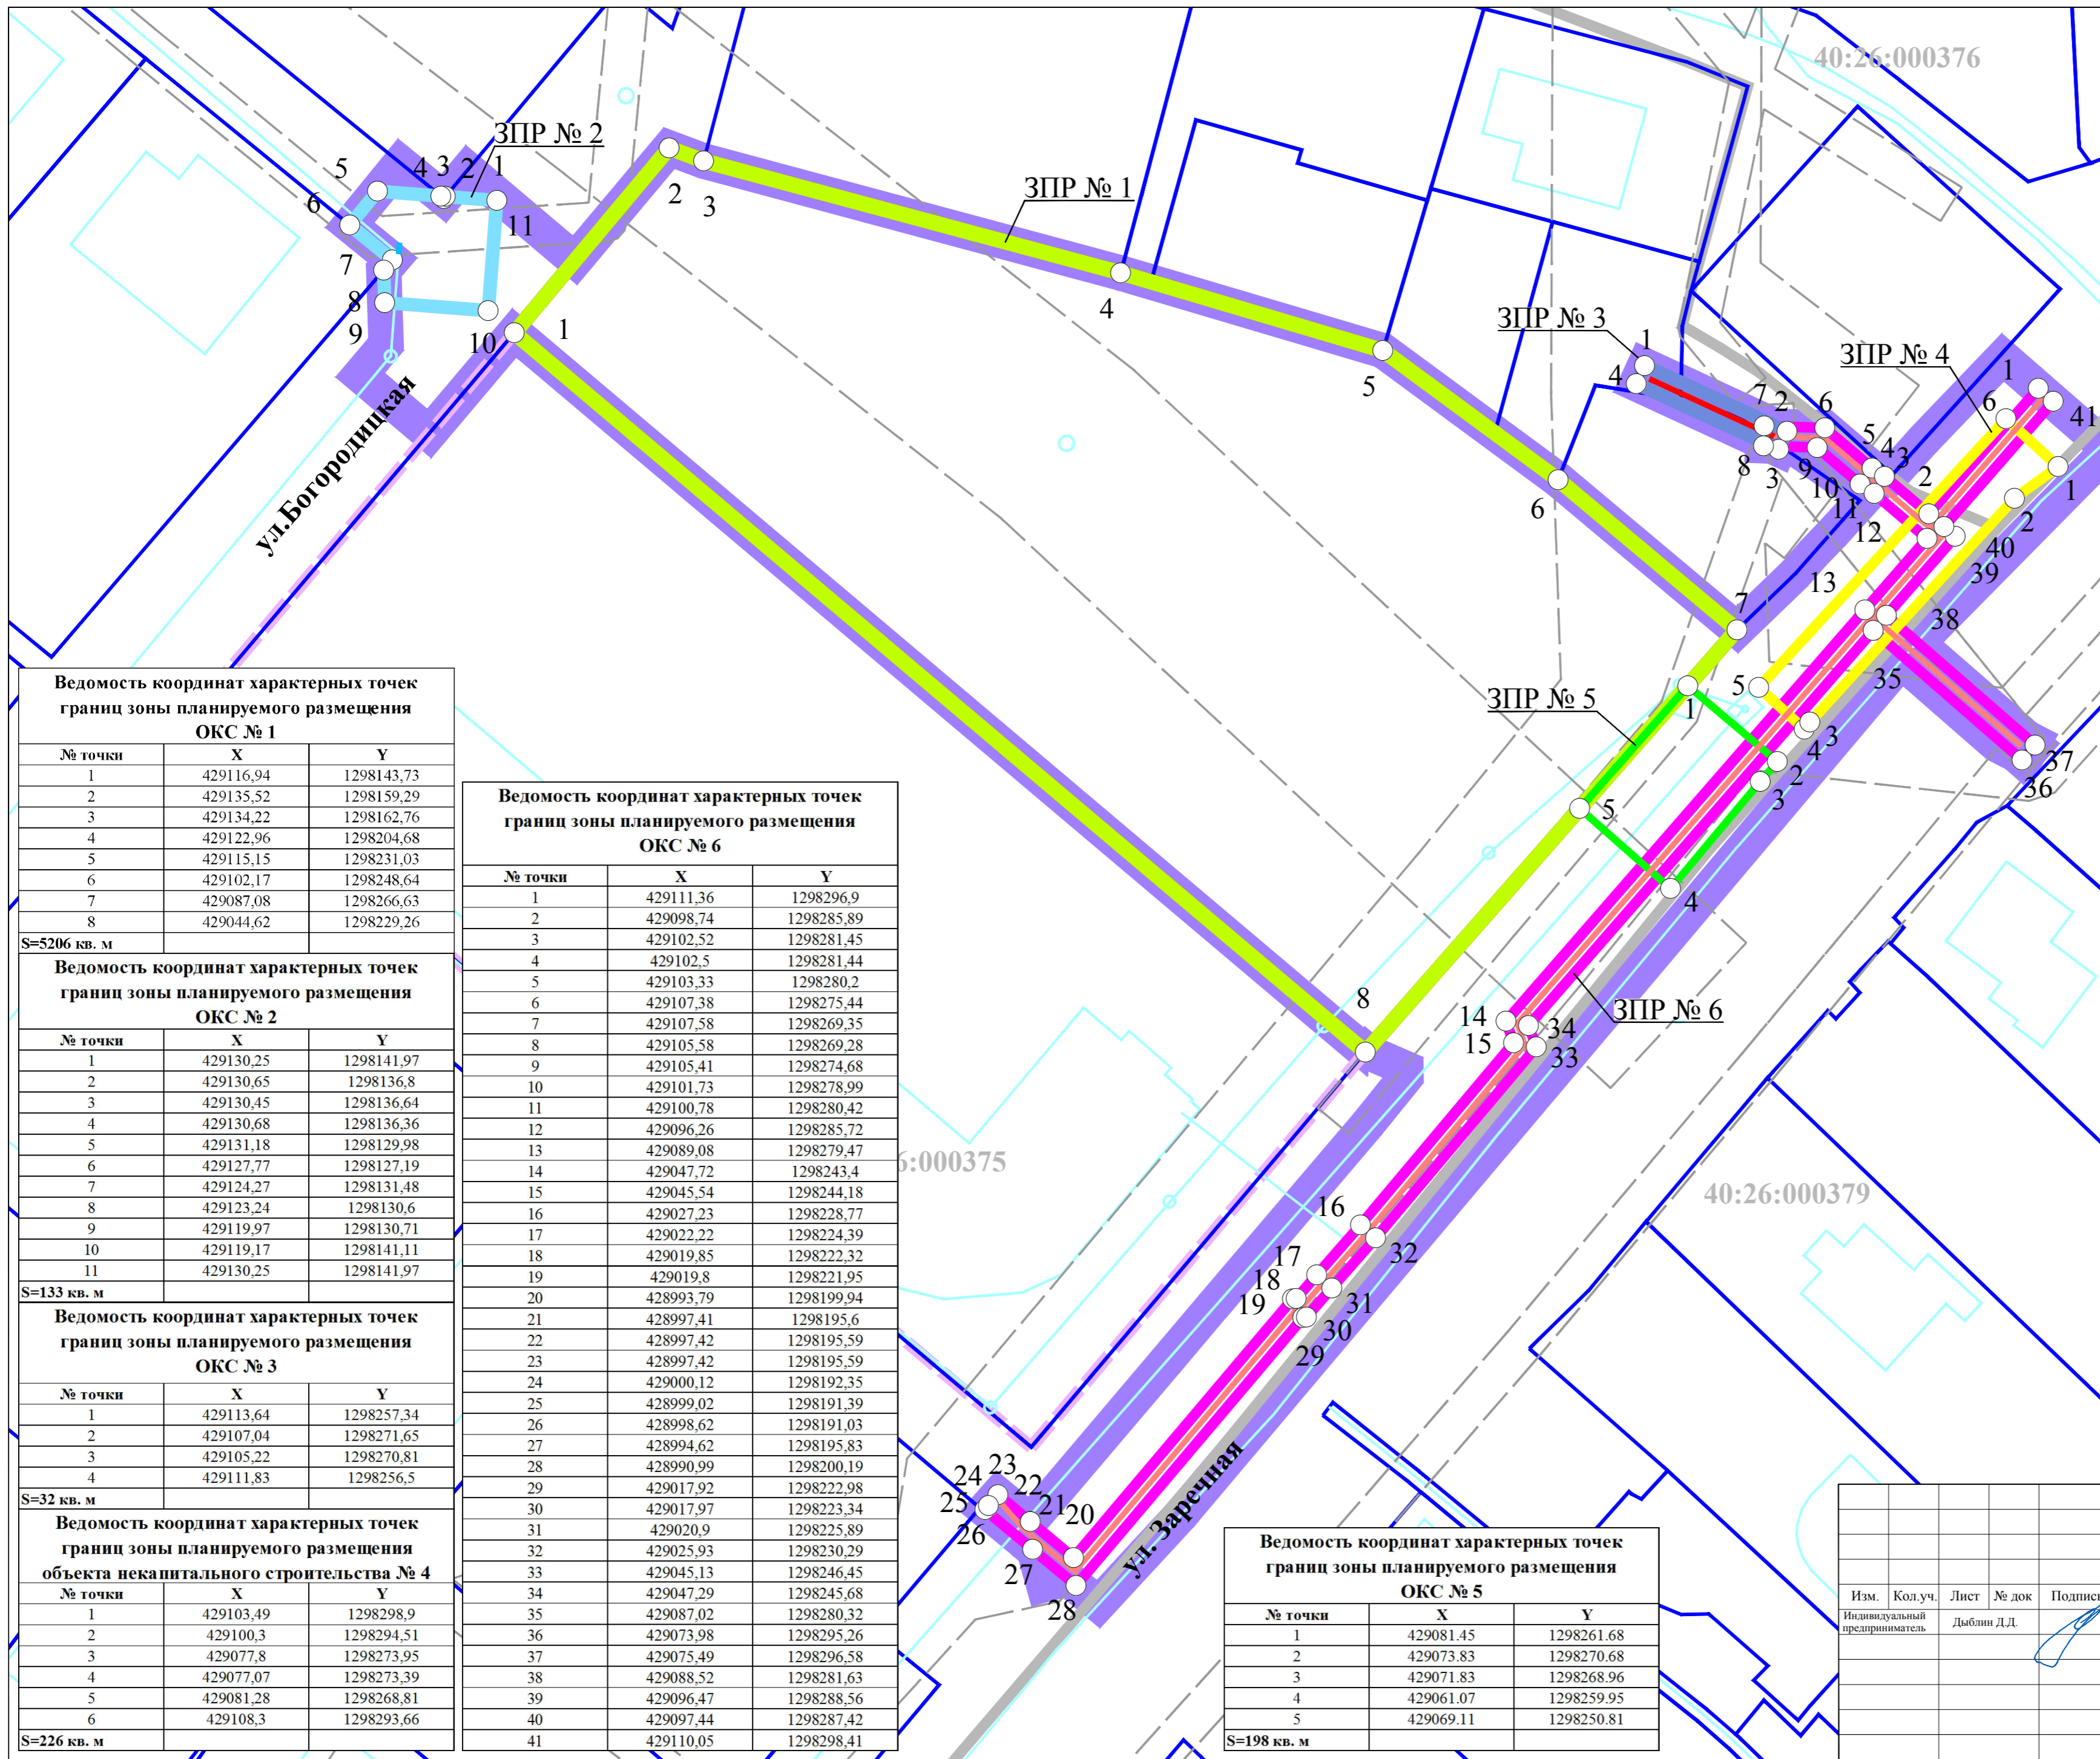 40:26:000376
ЗПР № 2
ЗПР № 1
ЗПР № 3
ЗПР № 4
ЗПР № 5
ЗПР № 6
ул.Богородицкая
ул. Заречная
6:000375
40:26:000379
Ведомость координат характерных точек
границ зоны планируемого размещения
ОКС № 1
№ точки X Y
1 429116,94 1298143,73
2 429135,52 1298159,29
3 429134,22 1298162,76
4 429122,96 1298204,68
5 429115,15 1298231,03
6 429102,17 1298248,64
7 429087,08 1298266,63
8 429044,62 1298229,26
S=5206 кв. м
Ведомость координат характерных точек
границ зоны планируемого размещения
ОКС № 2
№ точки X Y
1 429130,25 1298141,97
2 429130,65 1298136,8
3 429130,45 1298136,64
4 429130,68 1298136,36
5 429131,18 1298129,98
6 429127,77 1298127,19
7 429124,27 1298131,48
8 429123,24 1298130,6
9 429119,97 1298130,71
10 429119,17 1298141,11
11 429130,25 1298141,97
S=133 кв. м
Ведомость координат характерных точек
границ зоны планируемого размещения
ОКС № 3
№ точки X Y
1 429113,64 1298257,34
2 429107,04 1298271,65
3 429105,22 1298270,81
4 429111,83 1298256,5
S=32 кв. м
Ведомость координат характерных точек
границ зоны планируемого размещения
объекта некапитального строительства № 4
№ точки X Y
1 429103,49 1298298,9
2 429100,3 1298294,51
3 429077,8 1298273,95
4 429077,07 1298273,39
5 429081,28 1298268,81
6 429108,3 1298293,66
S=226 кв. м
Ведомость координат характерных точек
границ зоны планируемого размещения
ОКС № 6
№ точки X Y
1 429111,36 1298296,9
2 429098,74 1298285,89
3 429102,52 1298281,45
4 429102,5 1298281,44
5 429103,33 1298280,2
6 429107,38 1298275,44
7 429107,58 1298269,35
8 429105,58 1298269,28
9 429105,41 1298274,68
10 429101,73 1298278,99
11 429100,78 1298280,42
12 429096,26 1298285,72
13 429089,08 1298279,47
14 429047,72 1298243,4
15 429045,54 1298244,18
16 429027,23 1298228,77
17 429022,22 1298224,39
18 429019,85 1298222,32
19 429019,8 1298221,95
20 428993,79 1298199,94
21 428997,41 1298195,6
22 428997,42 1298195,59
23 428997,42 1298195,59
24 429000,12 1298192,35
25 428999,02 1298191,39
26 428998,62 1298191,03
27 428994,62 1298195,83
28 428990,99 1298200,19
29 429017,92 1298222,98
30 429017,97 1298223,34
31 429020,9 1298225,89
32 429025,93 1298230,29
33 429045,13 1298246,45
34 429047,29 1298245,68
35 429087,02 1298280,32
36 429073,98 1298295,26
37 429075,49 1298296,58
38 429088,52 1298281,63
39 429096,47 1298288,56
40 429097,44 1298287,42
41 429110,05 1298298,41
Ведомость координат характерных точек
границ зоны планируемого размещения
ОКС № 5
№ точки X Y
1 429081.45 1298261.68
2 429073.83 1298270.68
3 429071.83 1298268.96
4 429061.07 1298259.95
5 429069.11 1298250.81
S=198 кв. м
Изм. Кол.уч. Лист № док Подпись
Индивидуальный
предприниматель Дыблин Д.Д.